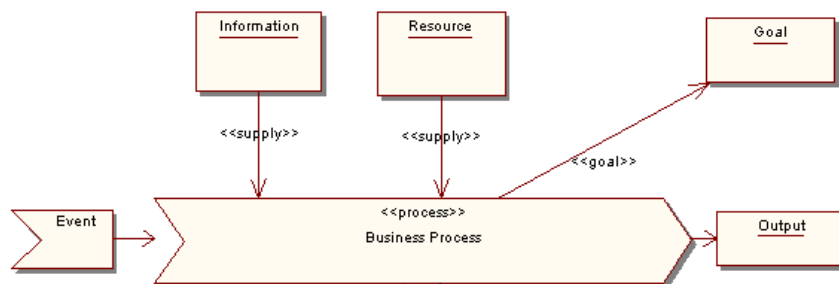 Information
Resource
Goal
<<supply>>
<<supply>>
<<goal>>
Event
<<process>>
Business Process
Output